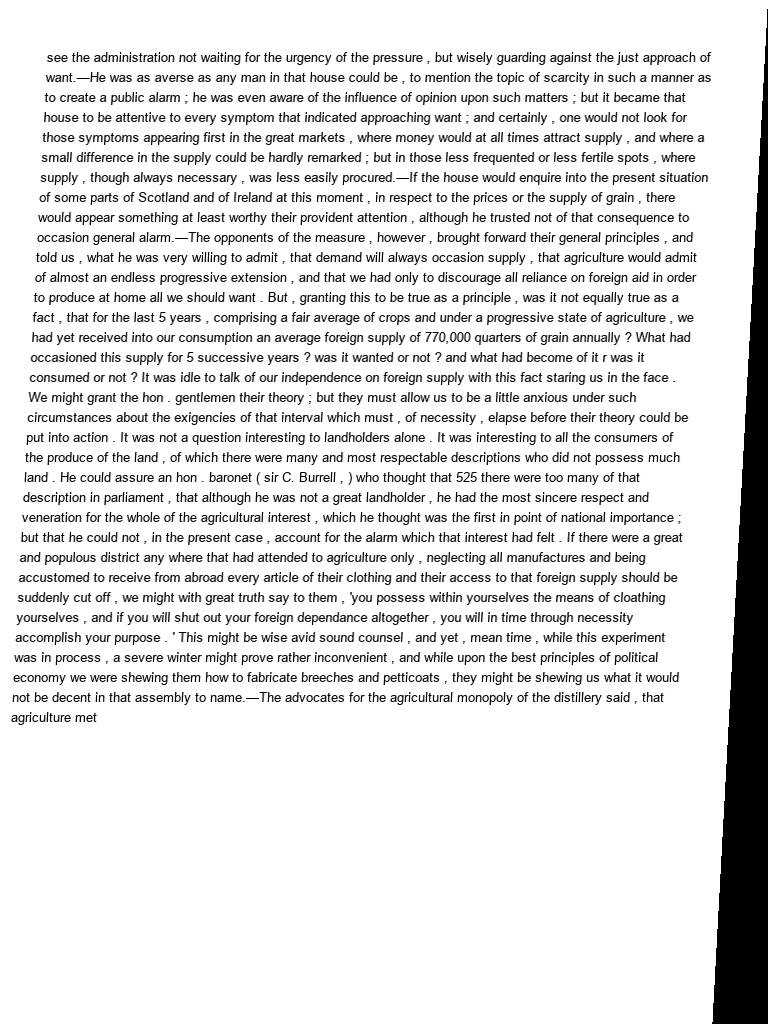 see the administration not waiting for the urgency of the pressure , but wisely guarding against the just approach of
want.—He was as averse as any man in that house could be , to mention the topic of scarcity in such a manner as
to create a public alarm ; he was even aware of the influence of opinion upon such matters ; but it became that
house to be attentive to every symptom that indicated approaching want ; and certainly , one would not look for
those symptoms appearing first in the great markets , where money would at all times attract supply , and where a
small difference in the supply could be hardly remarked ; but in those less frequented or less fertile spots , where
supply , though always necessary , was less easily procured.—If the house would enquire into the present situation
of some parts of Scotland and of Ireland at this moment , in respect to the prices or the supply of grain , there
would appear something at least worthy their provident attention , although he trusted not of that consequence to
occasion general alarm.—The opponents of the measure , however , brought forward their general principles , and
told us , what he was very willing to admit , that demand will always occasion supply , that agriculture would admit
of almost an endless progressive extension , and that we had only to discourage all reliance on foreign aid in order
to produce at home all we should want . But , granting this to be true as a principle , was it not equally true as a
fact , that for the last 5 years , comprising a fair average of crops and under a progressive state of agriculture , we
had yet received into our consumption an average foreign supply of 770,000 quarters of grain annually ? What had
occasioned this supply for 5 successive years ? was it wanted or not ? and what had become of it r was it
consumed or not ? It was idle to talk of our independence on foreign supply with this fact staring us in the face .
We might grant the hon . gentlemen their theory ; but they must allow us to be a little anxious under such
circumstances about the exigencies of that interval which must , of necessity , elapse before their theory could be
put into action . It was not a question interesting to landholders alone . It was interesting to all the consumers of
the produce of the land , of which there were many and most respectable descriptions who did not possess much
land . He could assure an hon . baronet ( sir C. Burrell , ) who thought that 525 there were too many of that
description in parliament , that although he was not a great landholder , he had the most sincere respect and
veneration for the whole of the agricultural interest , which he thought was the first in point of national importance ;
but that he could not , in the present case , account for the alarm which that interest had felt . If there were a great
and populous district any where that had attended to agriculture only , neglecting all manufactures and being
accustomed to receive from abroad every article of their clothing and their access to that foreign supply should be
suddenly cut off , we might with great truth say to them , 'you possess within yourselves the means of cloathing
yourselves , and if you will shut out your foreign dependance altogether , you will in time through necessity
accomplish your purpose . ' This might be wise avid sound counsel , and yet , mean time , while this experiment
was in process , a severe winter might prove rather inconvenient , and while upon the best principles of political
economy we were shewing them how to fabricate breeches and petticoats , they might be shewing us what it would
not be decent in that assembly to name.—The advocates for the agricultural monopoly of the distillery said , that
agriculture met